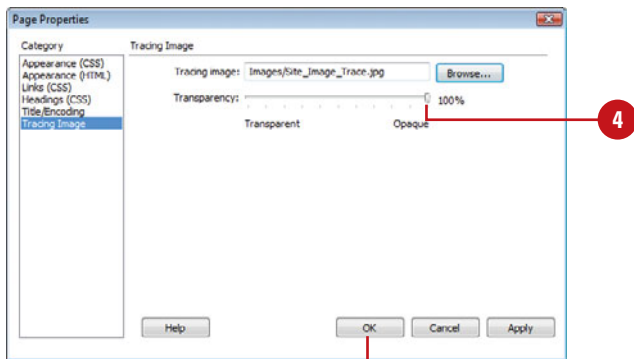 Page Properties
Category
Tracing Image
Appearance (CSS)
Appearance (HTML)
Links (CSS)
Headings (CSS)
Title/Encoding
Tracing Image
Tracing image: Images/Site_Image_Trace.jpg Browse...
Transparency: 100%
Transparent Opaque
4
Help OK Cancel Apply